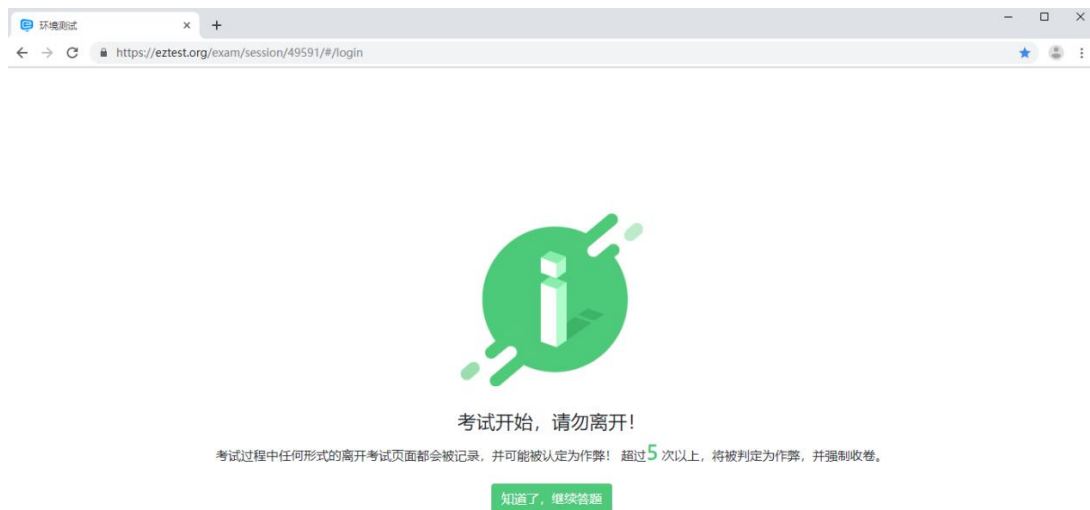 环境测试
https://eztest.org/exam/session/49591/#/login
考试开始，请勿离开！
考试过程中任何形式的离开考试页面都会被记录，并可能被认定为作弊！ 超过5 次以上，将被判定为作弊，并强制收卷。
知道了，继续答题